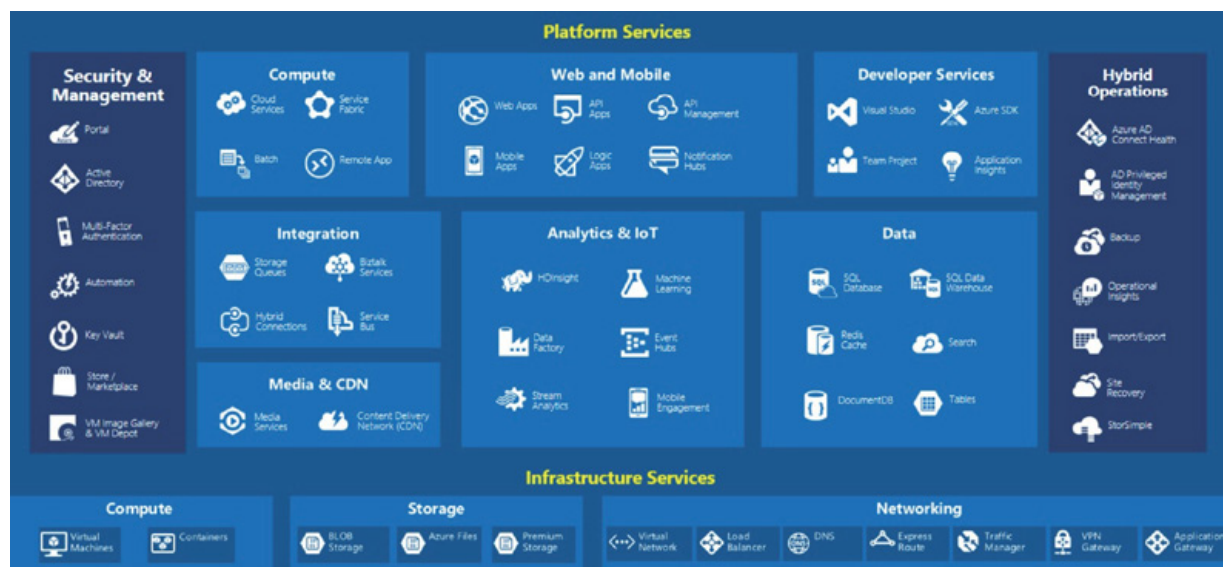 Platform Services
Security &
Management
Portal
Active
Directory
Multi-Factor
Authentication
Automation
Key Vault
Store /
Marketplace
VM Image Gallery
& VM Depot
Compute
Cloud
Services
Service
Fabric
Batch
Remote App
Web and Mobile
Web Apps
API
Apps
API
Management
Mobile
Apps
Logic
Apps
Notification
Hubs
Developer Services
Visual Studio
Azure SDK
Team Project
Application
Insights
Hybrid
Operations
Azure AD
Connect Health
AD Privileged
Identity
Management
Backup
Operational
Insights
Import/Export
Site
Recovery
StorSimple
Integration
Storage
Queues
Biztalk
Services
Hybrid
Connections
Service
Bus
Analytics & IoT
HDInsight
Machine
Learning
Data
Factory
Event
Hubs
Stream
Analytics
Mobile
Engagement
Data
SQL
SQL
Database
SQL Data
Warehouse
Redis
Cache
Search
DocumentDB
Tables
Media & CDN
Media
Services
Content Delivery
Network (CDN)
Infrastructure Services
Compute
Virtual
Machines
Containers
Storage
BLOB
Storage
Azure Files
Premium
Storage
Networking
Virtual
Network
Load
Balancer
DNS
DNS
Express
Route
Traffic
Manager
VPN
Gateway
Application
Gateway